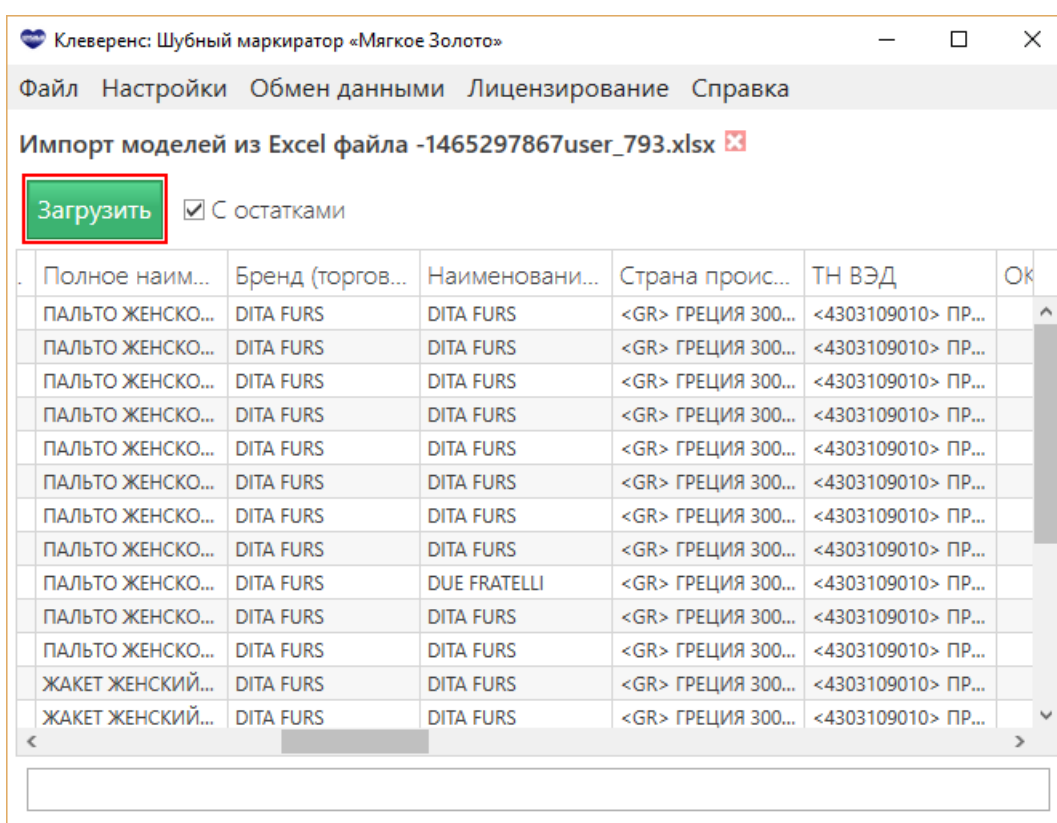 Клеверенс: Шубный маркиратор «Мягкое Золото»
Файл Настройки Обмен данными Лицензирование Справка
Импорт моделей из Excel файла -1465297867user_793.xlsx
Загрузить С остатками
. Полное наим... Бренд (торгов... Наименовани... Страна проис... ТН ВЭД ОК
ПАЛЬТО ЖЕНСКО... DITA FURS DITA FURS <GR> ГРЕЦИЯ 300... <4303109010> ПР...
ПАЛЬТО ЖЕНСКО... DITA FURS DITA FURS <GR> ГРЕЦИЯ 300... <4303109010> ПР...
ПАЛЬТО ЖЕНСКО... DITA FURS DITA FURS <GR> ГРЕЦИЯ 300... <4303109010> ПР...
ПАЛЬТО ЖЕНСКО... DITA FURS DITA FURS <GR> ГРЕЦИЯ 300... <4303109010> ПР...
ПАЛЬТО ЖЕНСКО... DITA FURS DITA FURS <GR> ГРЕЦИЯ 300... <4303109010> ПР...
ПАЛЬТО ЖЕНСКО... DITA FURS DITA FURS <GR> ГРЕЦИЯ 300... <4303109010> ПР...
ПАЛЬТО ЖЕНСКО... DITA FURS DITA FURS <GR> ГРЕЦИЯ 300... <4303109010> ПР...
ПАЛЬТО ЖЕНСКО... DITA FURS DITA FURS <GR> ГРЕЦИЯ 300... <4303109010> ПР...
ПАЛЬТО ЖЕНСКО... DITA FURS DUE FRATELLI <GR> ГРЕЦИЯ 300... <4303109010> ПР...
ПАЛЬТО ЖЕНСКО... DITA FURS DITA FURS <GR> ГРЕЦИЯ 300... <4303109010> ПР...
ПАЛЬТО ЖЕНСКО... DITA FURS DITA FURS <GR> ГРЕЦИЯ 300... <4303109010> ПР...
ЖАКЕТ ЖЕНСКИЙ... DITA FURS DITA FURS <GR> ГРЕЦИЯ 300... <4303109010> ПР...
ЖАКЕТ ЖЕНСКИЙ... DITA FURS DITA FURS <GR> ГРЕЦИЯ 300... <4303109010> ПР...